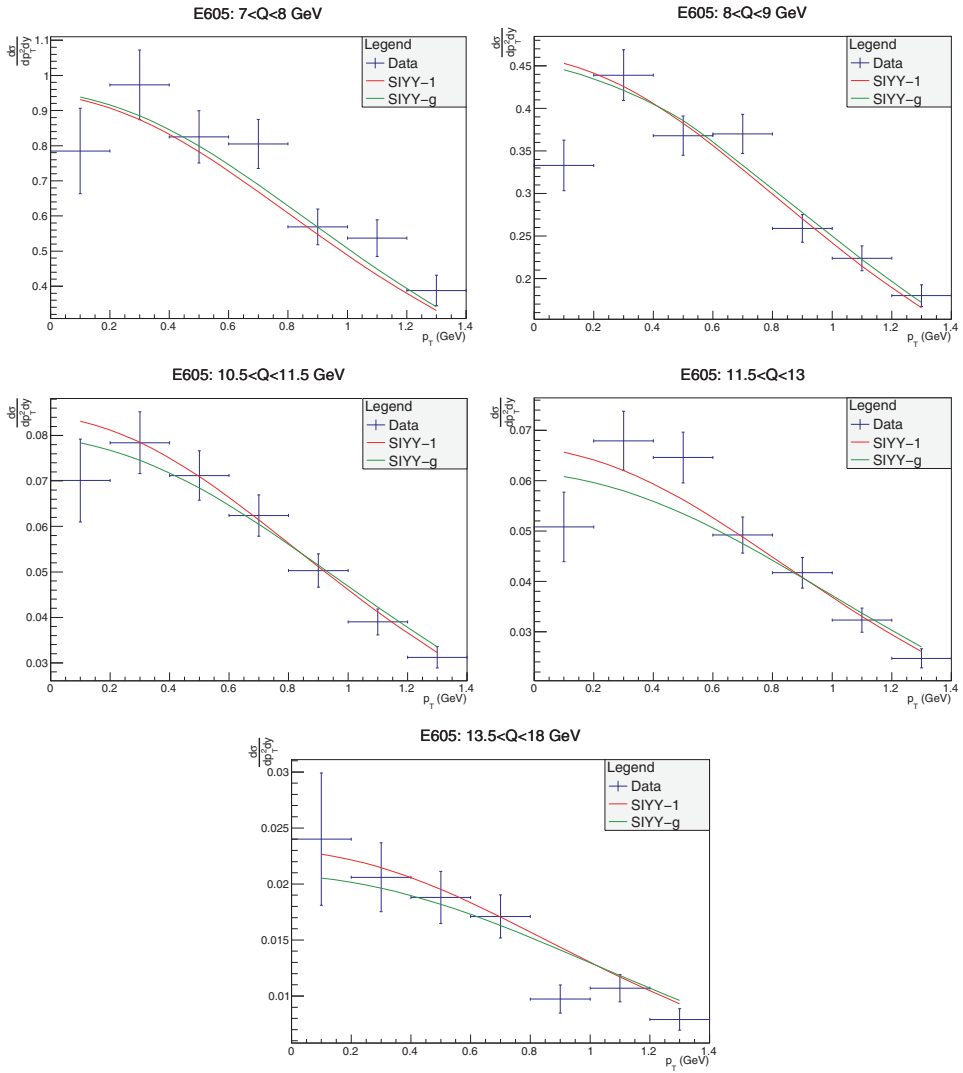 E605: 7<Q<8 GeV
dσ
dp²_T dy
1.1
1
0.9
0.8
0.7
0.6
0.5
0.4
0 0.2 0.4 0.6 0.8 1 1.2 1.4
p_T (GeV)
Legend
Data
SIYY−1
SIYY−g
E605: 8<Q<9 GeV
dσ
dp²_T dy
0.45
0.4
0.35
0.3
0.25
0.2
0 0.2 0.4 0.6 0.8 1 1.2 1.4
p_T (GeV)
Legend
Data
SIYY−1
SIYY−g
E605: 10.5<Q<11.5 GeV
dσ
dp²_T dy
0.08
0.07
0.06
0.05
0.04
0.03
0 0.2 0.4 0.6 0.8 1 1.2 1.4
p_T (GeV)
Legend
Data
SIYY−1
SIYY−g
E605: 11.5<Q<13
dσ
dp²_T dy
0.07
0.06
0.05
0.04
0.03
0 0.2 0.4 0.6 0.8 1 1.2 1.4
p_T (GeV)
Legend
Data
SIYY−1
SIYY−g
E605: 13.5<Q<18 GeV
dσ
dp²_T dy
0.03
0.025
0.02
0.015
0.01
0 0.2 0.4 0.6 0.8 1 1.2 1.4
p_T (GeV)
Legend
Data
SIYY−1
SIYY−g